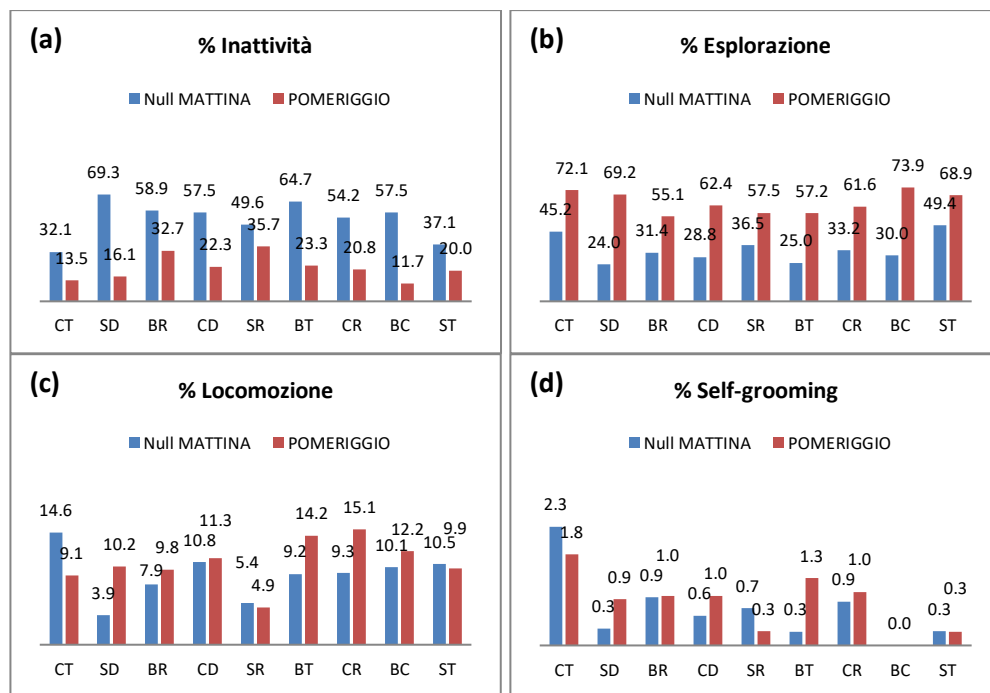 (a)
% Inattività
Null MATTINA POMERIGGIO
32.1 69.3 58.9 57.5 49.6 64.7 54.2 57.5 37.1
13.5 16.1 32.7 22.3 35.7 23.3 20.8 11.7 20.0
CT SD BR CD SR BT CR BC ST
(b)
% Esplorazione
Null MATTINA POMERIGGIO
72.1 69.2 55.1 62.4 57.5 57.2 61.6 73.9 68.9
45.2 24.0 31.4 28.8 36.5 25.0 33.2 30.0 49.4
CT SD BR CD SR BT CR BC ST
(c)
% Locomozione
Null MATTINA POMERIGGIO
14.6 3.9 7.9 10.8 5.4 9.2 9.3 10.1 10.5
9.1 10.2 9.8 11.3 4.9 14.2 15.1 12.2 9.9
CT SD BR CD SR BT CR BC ST
(d)
% Self-grooming
Null MATTINA POMERIGGIO
2.3 0.3 0.9 0.6 0.7 0.3 0.9 0.3
1.8 0.9 1.0 1.0 0.3 1.3 1.0 0.0 0.3
CT SD BR CD SR BT CR BC ST